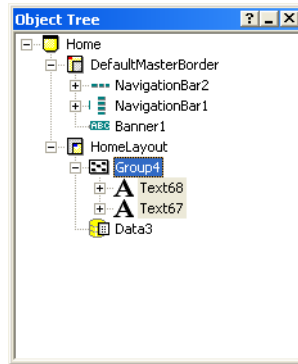 Object Tree
Home
DefaultMasterBorder
NavigationBar2
NavigationBar1
ABC Banner1
HomeLayout
Group4
A Text68
A Text67
Data3